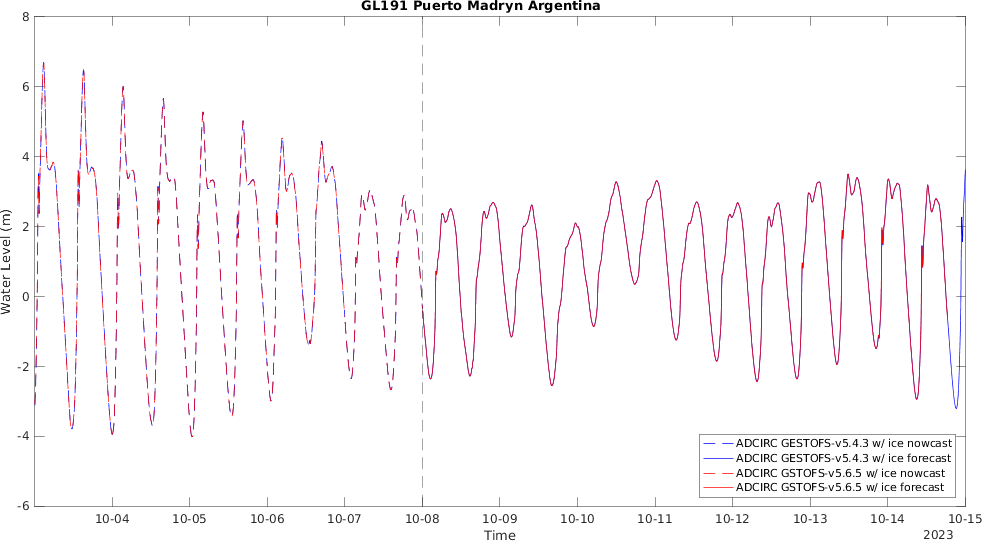 GL191 Puerto Madryn Argentina
8
6
4
2
0
-2
-4
-6
Water Level (m)
ADCIRC GESTOFS-v5.4.3 w/ ice nowcast
ADCIRC GESTOFS-v5.4.3 w/ ice forecast
ADCIRC GSTOFS-v5.6.5 w/ ice nowcast
ADCIRC GSTOFS-v5.6.5 w/ ice forecast
10-04 10-05 10-06 10-07 10-08 10-09 10-10 10-11 10-12 10-13 10-14 10-15
Time
2023